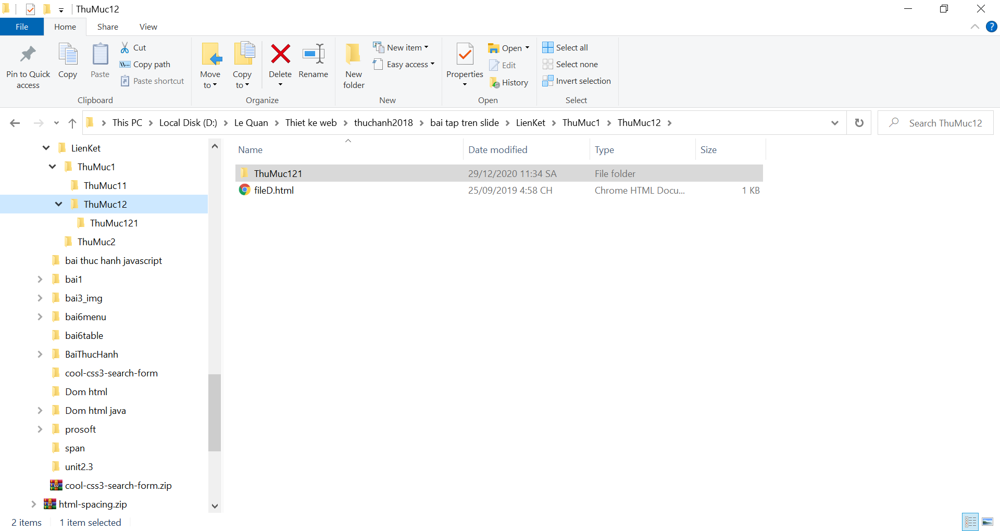 ThuMuc12
File Home Share View
Pin to Quick access
Copy
Paste
Cut
Copy path
Paste shortcut
Clipboard
Move to
Copy to
Delete
Rename
Organize
New folder
New item
Easy access
New
Properties
Open
Edit
History
Open
Select all
Select none
Invert selection
Select
This PC Local Disk (D:) Le Quan Thiet ke web thuchanh2018 bai tap tren slide LienKet ThuMuc1 ThuMuc12
Search ThuMuc12
LienKet
ThuMuc1
ThuMuc11
ThuMuc12
ThuMuc121
ThuMuc2
bai thuc hanh javascript
bai1
bai3_img
bai6menu
bai6table
BaiThucHanh
cool-css3-search-form
Dom html
Dom html java
prosoft
span
unit2.3
cool-css3-search-form.zip
html-spacing.zip
Name Date modified Type Size
ThuMuc121 29/12/2020 11:34 SA File folder
fileD.html 25/09/2019 4:58 CH Chrome HTML Docu... 1 KB
2 items 1 item selected